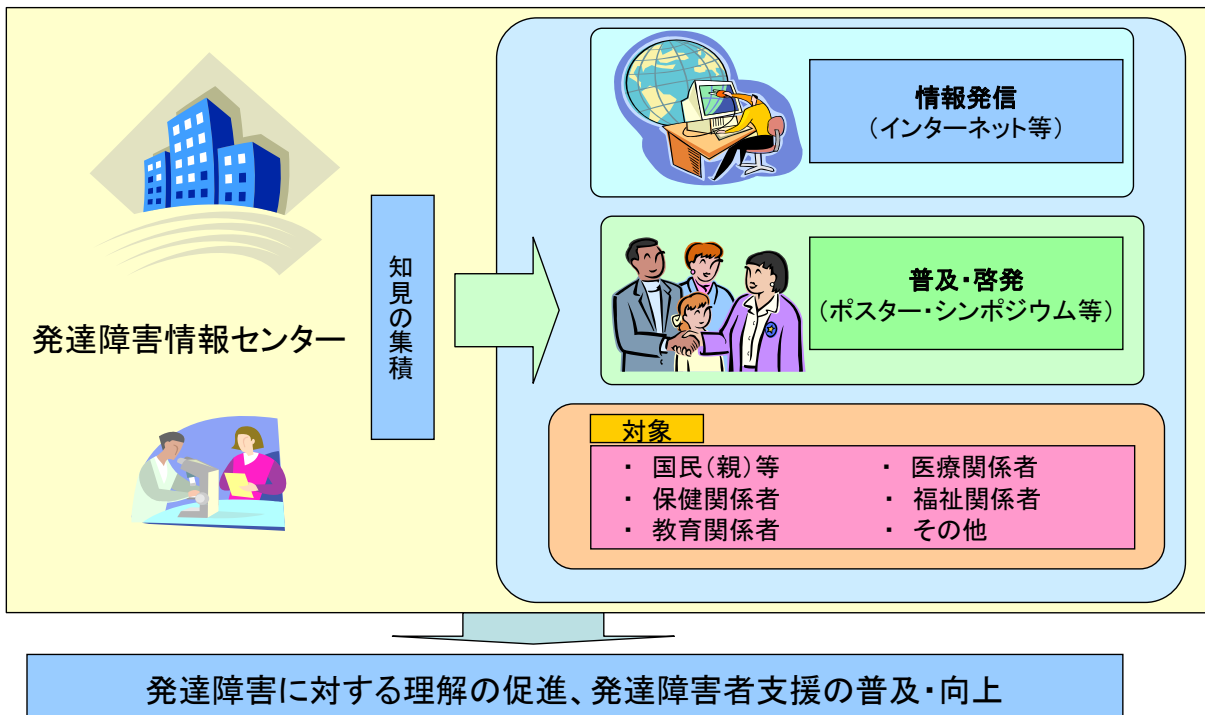 発達障害情報センター
知見の集積
情報発信
（インターネット等）
普及・啓発
（ポスター・シンポジウム等）
対象
・ 国民（親）等
・ 保健関係者
・ 教育関係者
・ 医療関係者
・ 福祉関係者
・ その他
発達障害に対する理解の促進、発達障害者支援の普及・向上